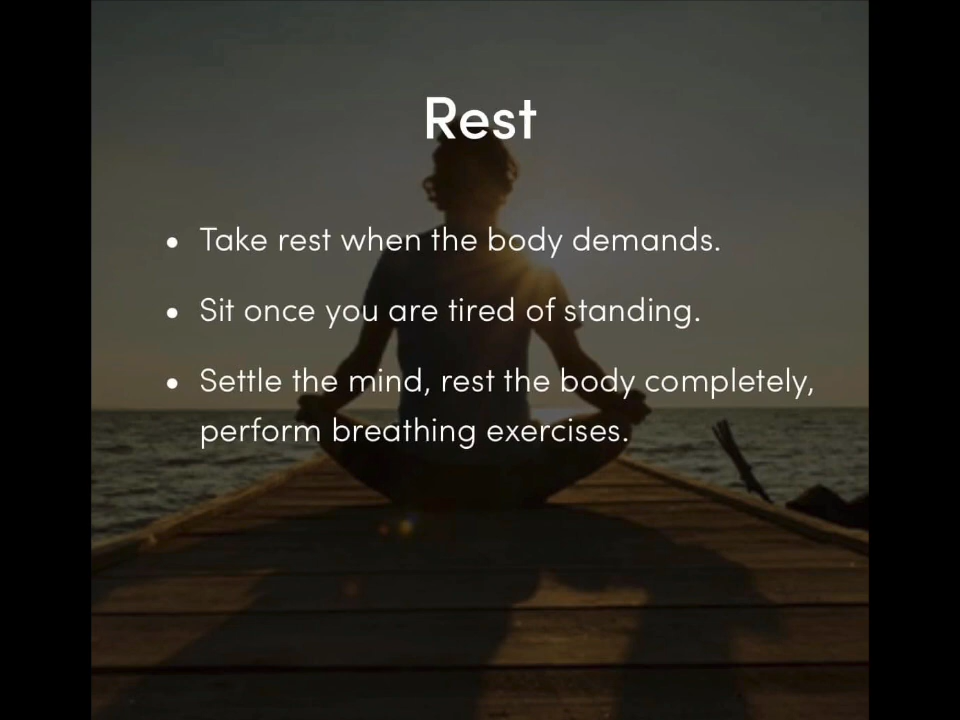 Rest
• Take rest when the body demands.
• Sit once you are tired of standing.
• Settle the mind, rest the body completely,
perform breathing exercises.